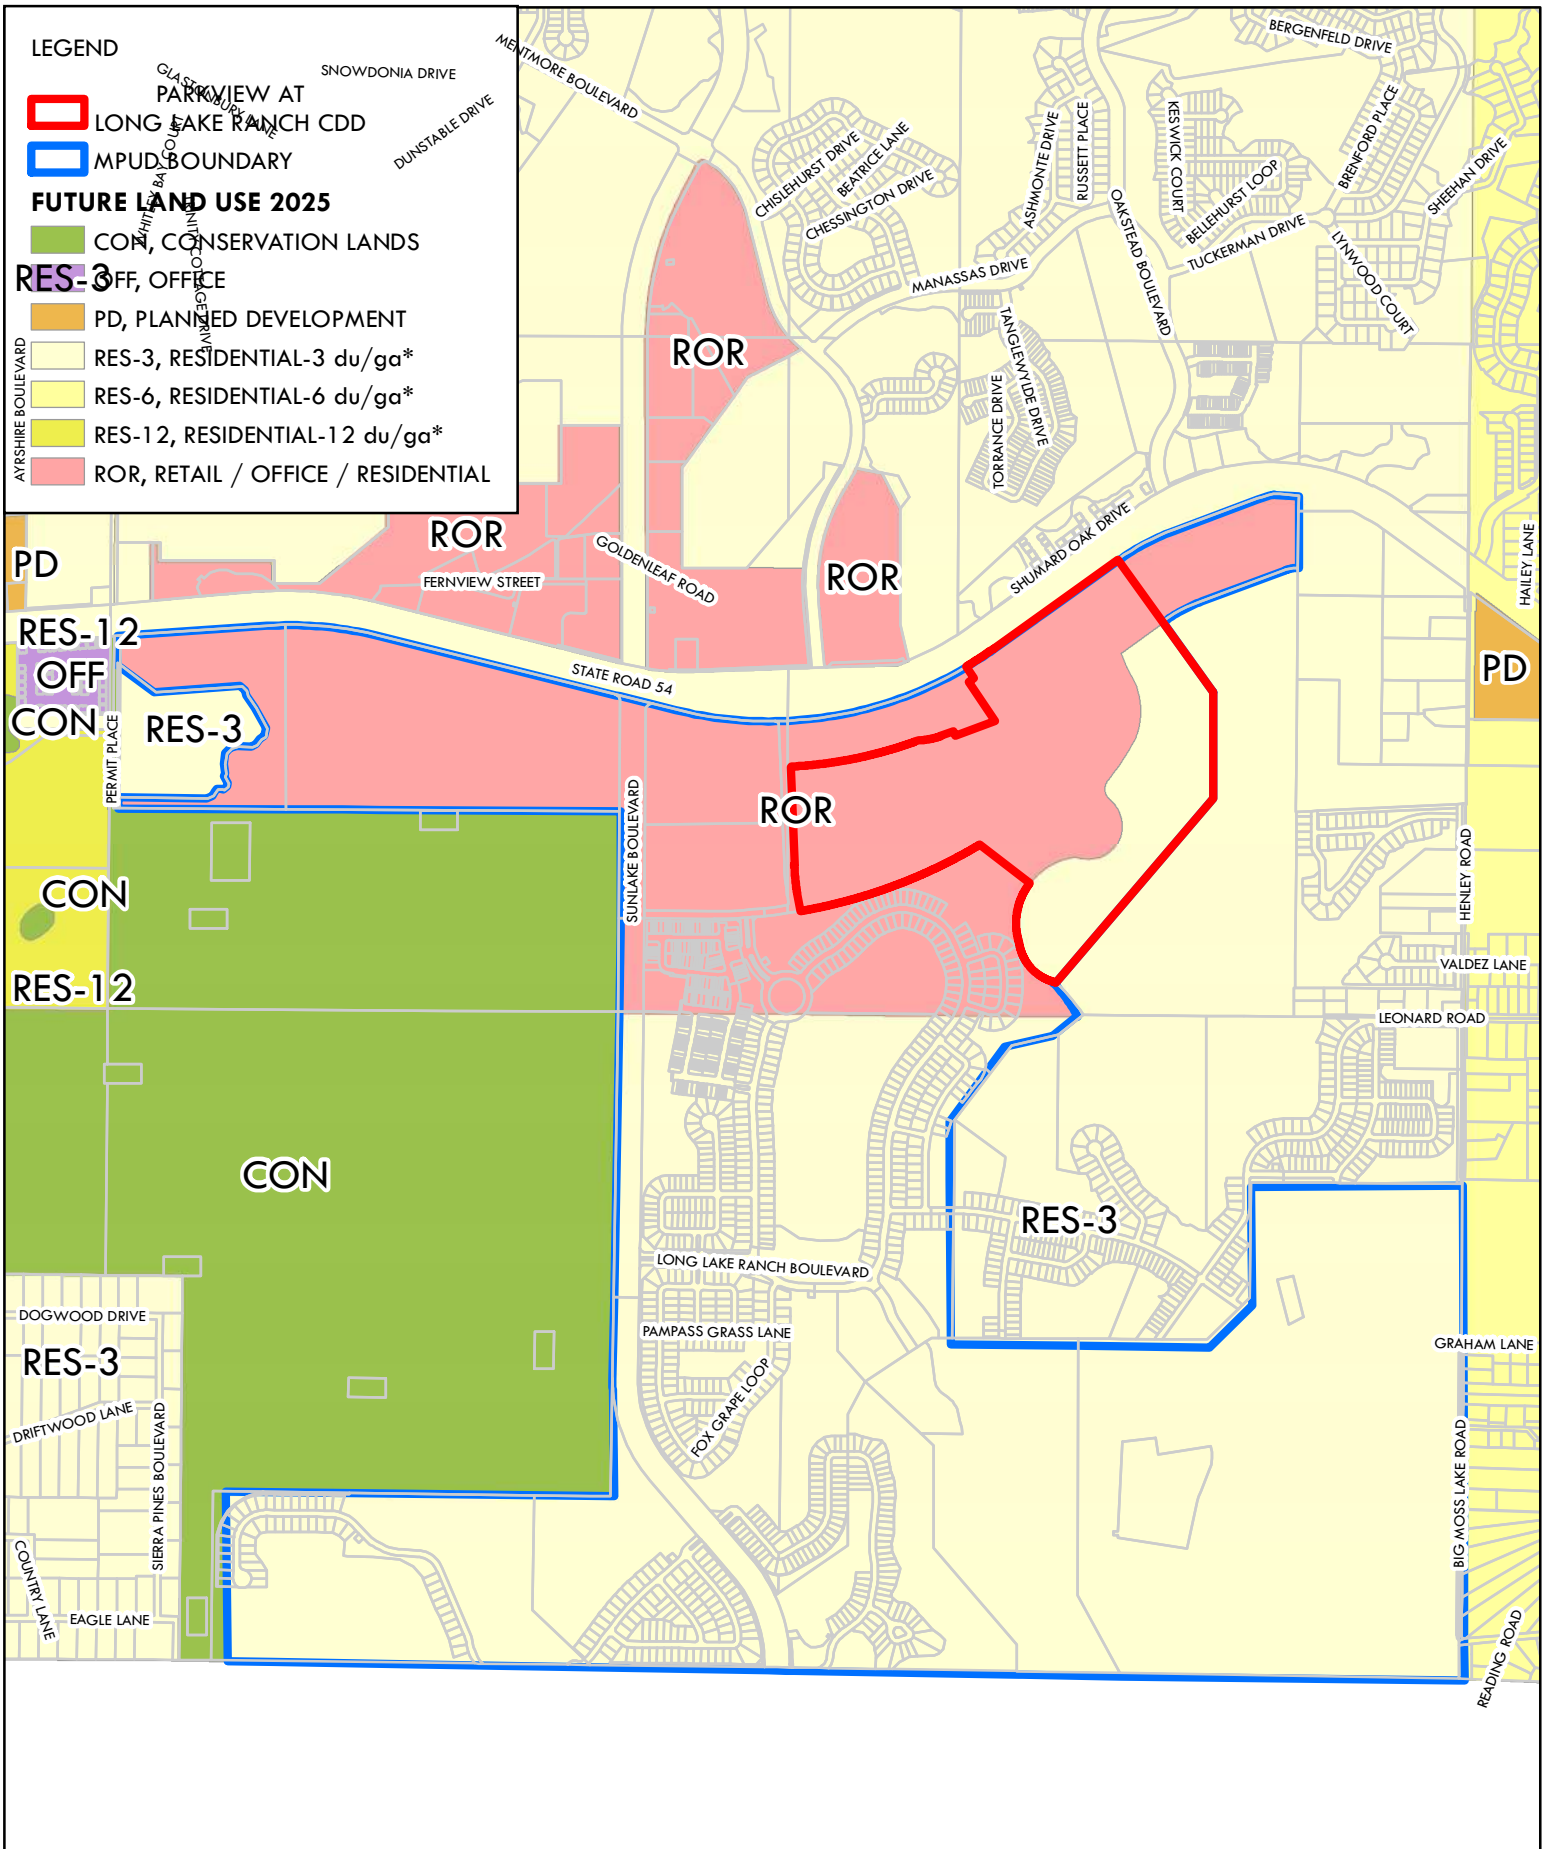 LEGEND
PARKVIEW AT
LONG LAKE RANCH CDD
MPUD BOUNDARY
FUTURE LAND USE 2025
CON, CONSERVATION LANDS
OFF, OFFICE
PD, PLANNED DEVELOPMENT
RES-3, RESIDENTIAL-3 du/ga*
RES-6, RESIDENTIAL-6 du/ga*
RES-12, RESIDENTIAL-12 du/ga*
ROR, RETAIL / OFFICE / RESIDENTIAL
GLASTONBURY LANE
SNOWDONIA DRIVE
DUNSTABLE DRIVE
RES-3
AYRSHIRE BOULEVARD
MENTMORE BOULEVARD
BERGENFELD DRIVE
CHISLEHURST DRIVE
BEATRICE LANE
CHESSINGTON DRIVE
ASHMONTE DRIVE
RUSSETT PLACE
KESWICK COURT
BRENFORD PLACE
SHEEHAN DRIVE
BELLEHURST LOOP
TUCKERMAN DRIVE
LYNWOOD COURT
OAKSTEAD BOULEVARD
MANASSAS DRIVE
TANGLEWYLDE DRIVE
TORRANCE DRIVE
ROR
ROR
ROR
PD
FERNVIEW STREET
GOLDENLEAF ROAD
SHUMARD OAK DRIVE
HAILEY LANE
RES-12
OFF
CON
RES-3
PERMIT PLACE
STATE ROAD 54
PD
ROR
SUNLAKE BOULEVARD
HENLEY ROAD
CON
RES-12
VALDEZ LANE
LEONARD ROAD
CON
RES-3
LONG LAKE RANCH BOULEVARD
DOGWOOD DRIVE
PAMPASS GRASS LANE
GRAHAM LANE
RES-3
FOX GRAPE LOOP
DRIFTWOOD LANE
SIERRA PINES BOULEVARD
BIG MOSS LAKE ROAD
COUNTRY LANE
EAGLE LANE
READING ROAD